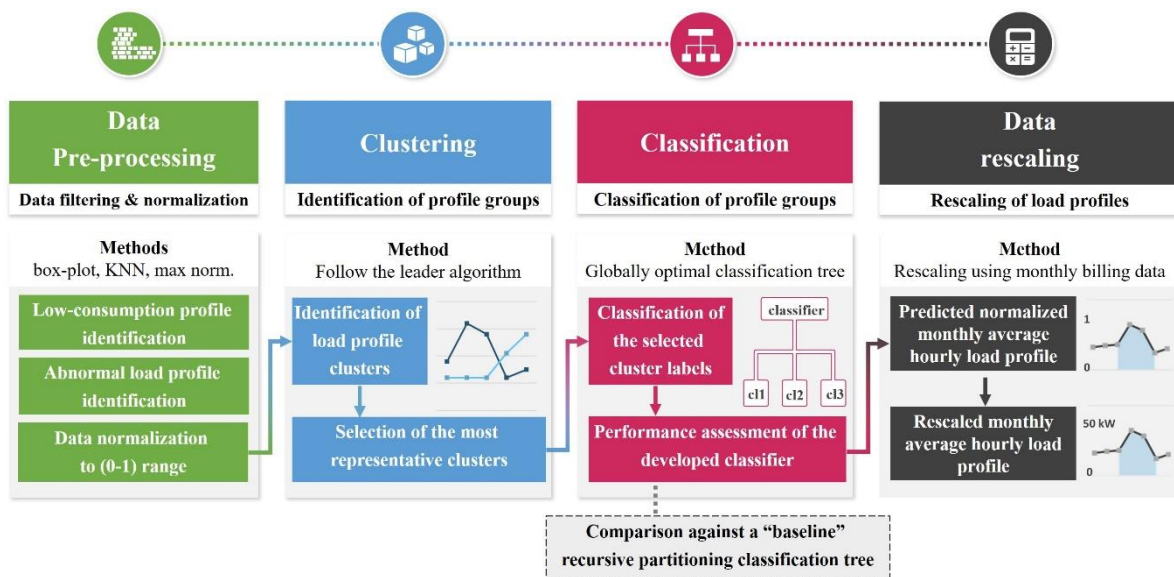 Data
Pre-processing
Data filtering & normalization
Methods
box-plot, KNN, max norm.
Low-consumption profile
identification
Abnormal load profile
identification
Data normalization
to (0-1) range
Clustering
Identification of profile groups
Method
Follow the leader algorithm
Identification of
load profile
clusters
Selection of the most
representative clusters
Classification
Classification of profile groups
Method
Globally optimal classification tree
Classification of
the selected
cluster labels
classifier
cl1 cl2 cl3
Performance assessment of the
developed classifier
Comparison against a “baseline”
recursive partitioning classification tree
Data
rescaling
Rescaling of load profiles
Method
Rescaling using monthly billing data
Predicted normalized
monthly average
hourly load profile
1
0
Rescaled monthly
average hourly load
profile
50 kW
0